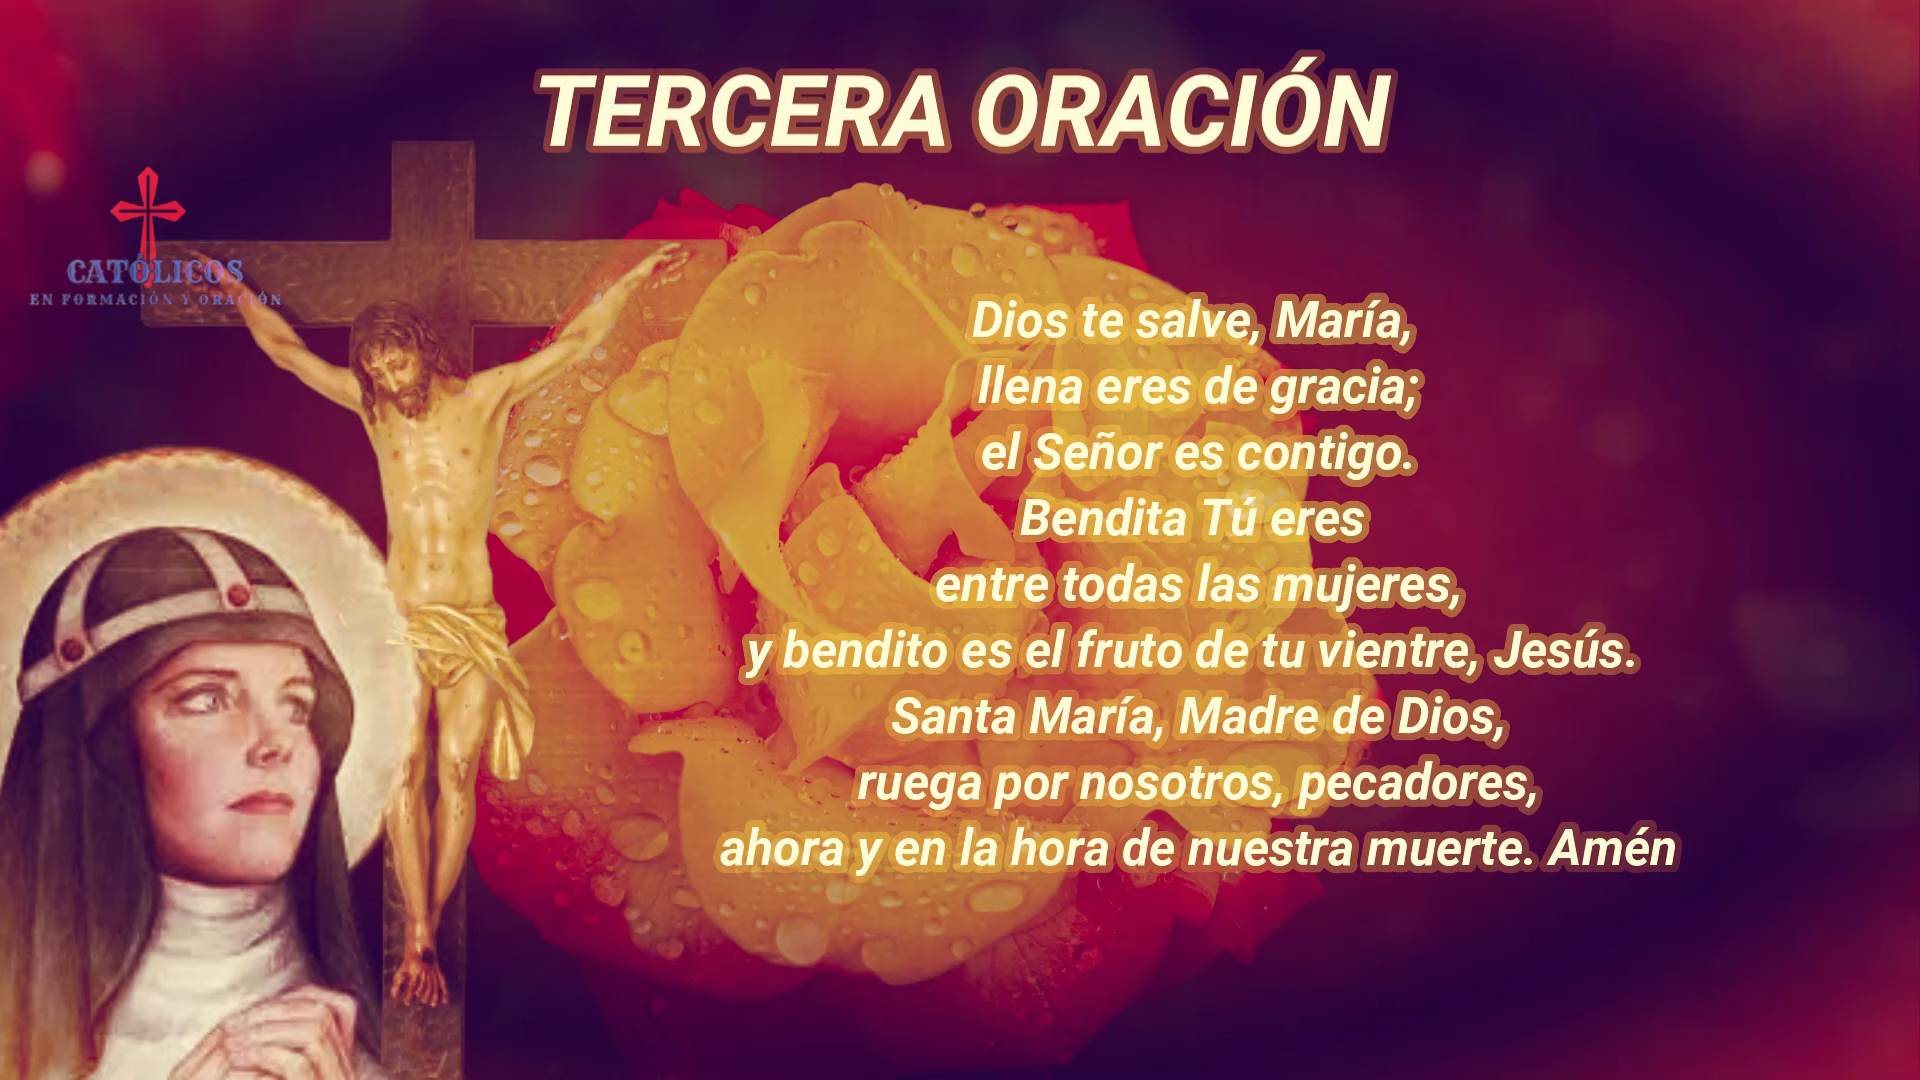 TERCERA ORACIÓN
CATÓLICOS
EN FORMACIÓN Y ORACIÓN
Dios te salve, María,
llena eres de gracia;
el Señor es contigo.
Bendita Tú eres
entre todas las mujeres,
y bendito es el fruto de tu vientre, Jesús.
Santa María, Madre de Dios,
ruega por nosotros, pecadores,
ahora y en la hora de nuestra muerte. Amén